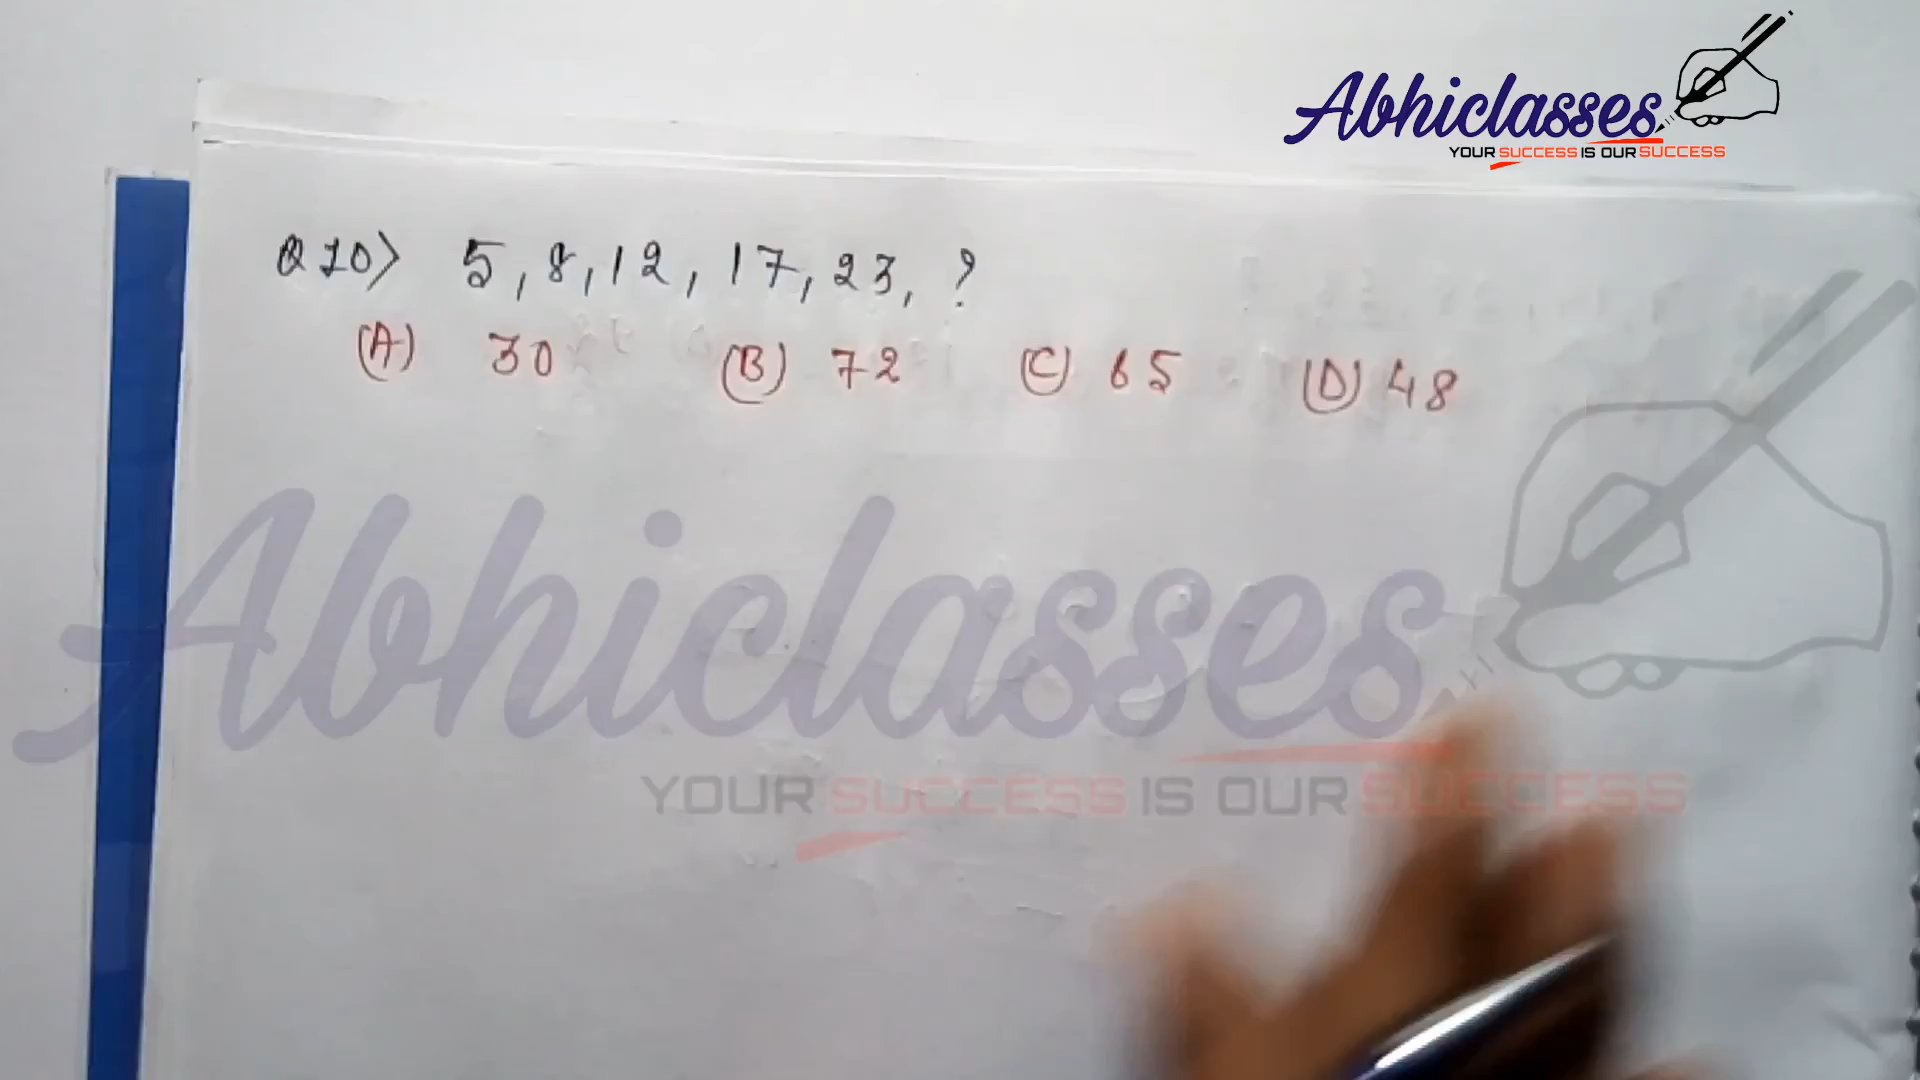 Abhiclasses
YOUR SUCCESS IS OUR SUCCESS
Q10> 5, 8, 12, 17, 23, ?
(A) 30 (B) 72 (C) 65 (D) 48
Abhiclasses
YOUR SUCCESS IS OUR SUCCESS